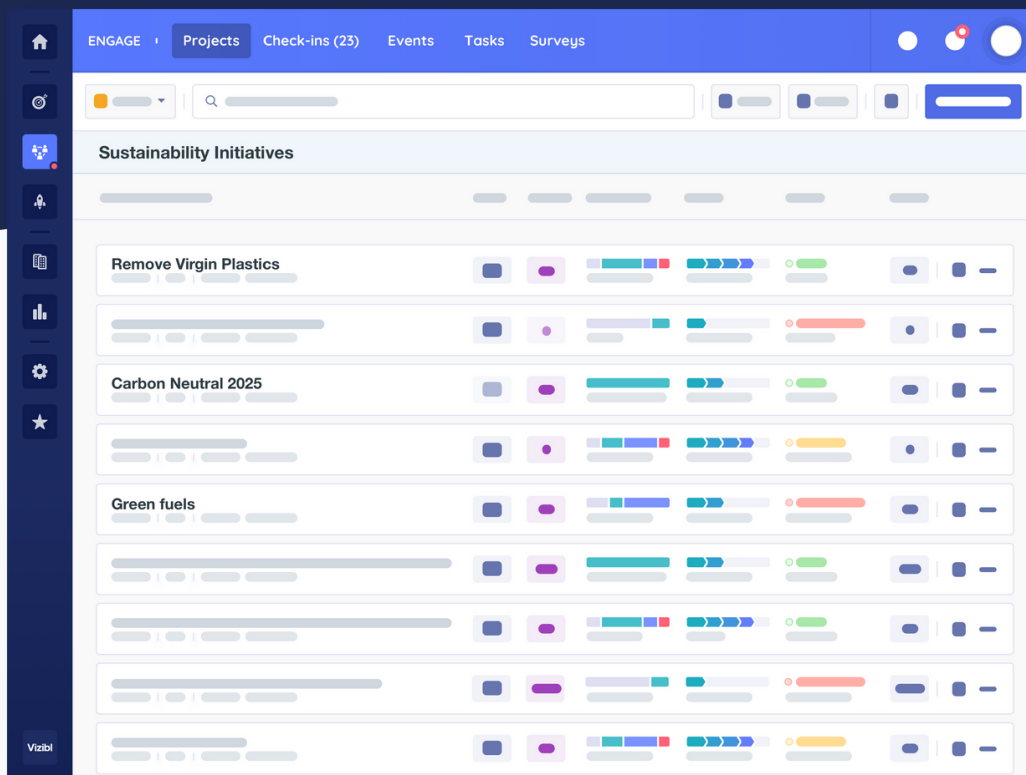 ENGAGE Projects Check-ins (23) Events Tasks Surveys
Sustainability Initiatives
Remove Virgin Plastics
Carbon Neutral 2025
Green fuels
Vizibl